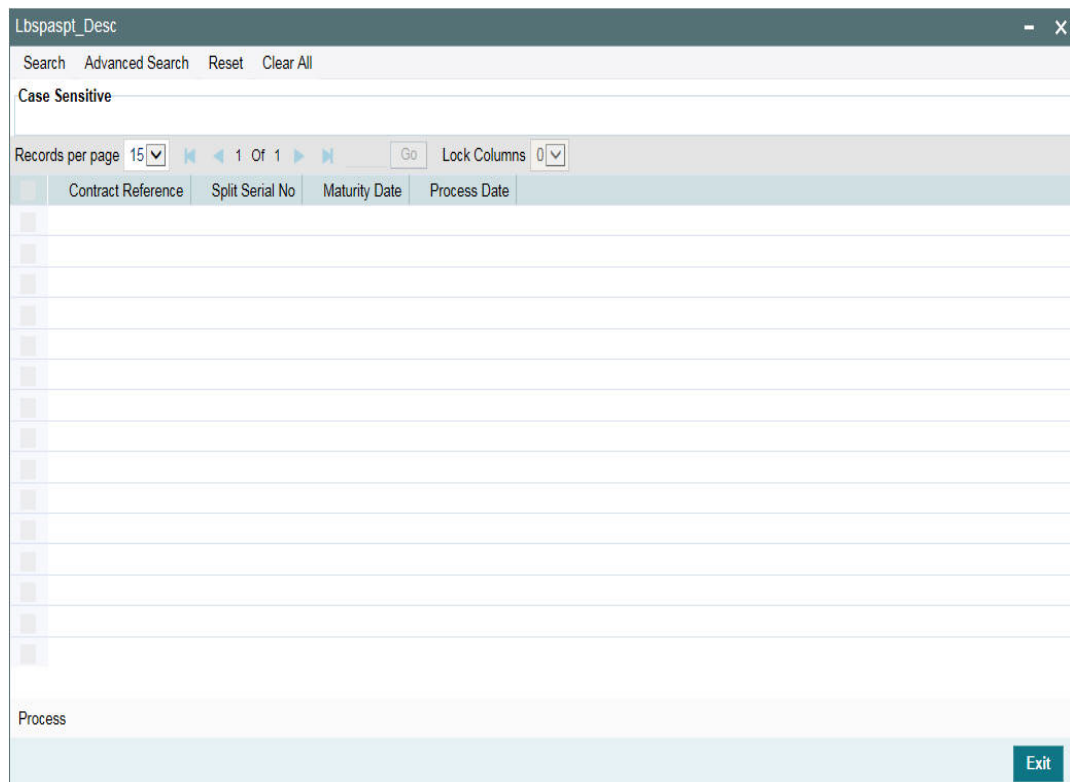 Lbspaspt_Desc
Search Advanced Search Reset Clear All
Case Sensitive
Records per page 15 1 Of 1 Go Lock Columns 0
Contract Reference Split Serial No Maturity Date Process Date
Process
Exit